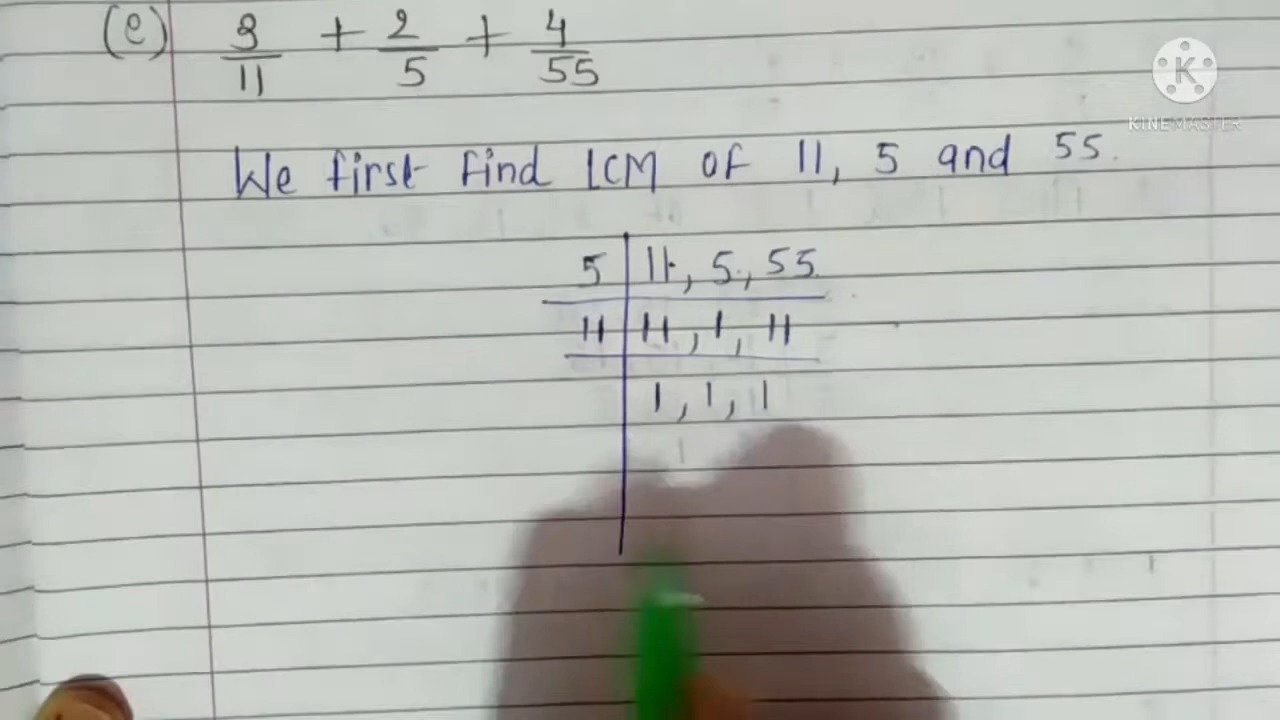 (e) 3/11 + 2/5 + 4/55
We first find LCM of 11, 5 and 55.
5 | 11, 5, 55
11 | 11, 1, 11
1, 1, 1
K
KINEMASTER